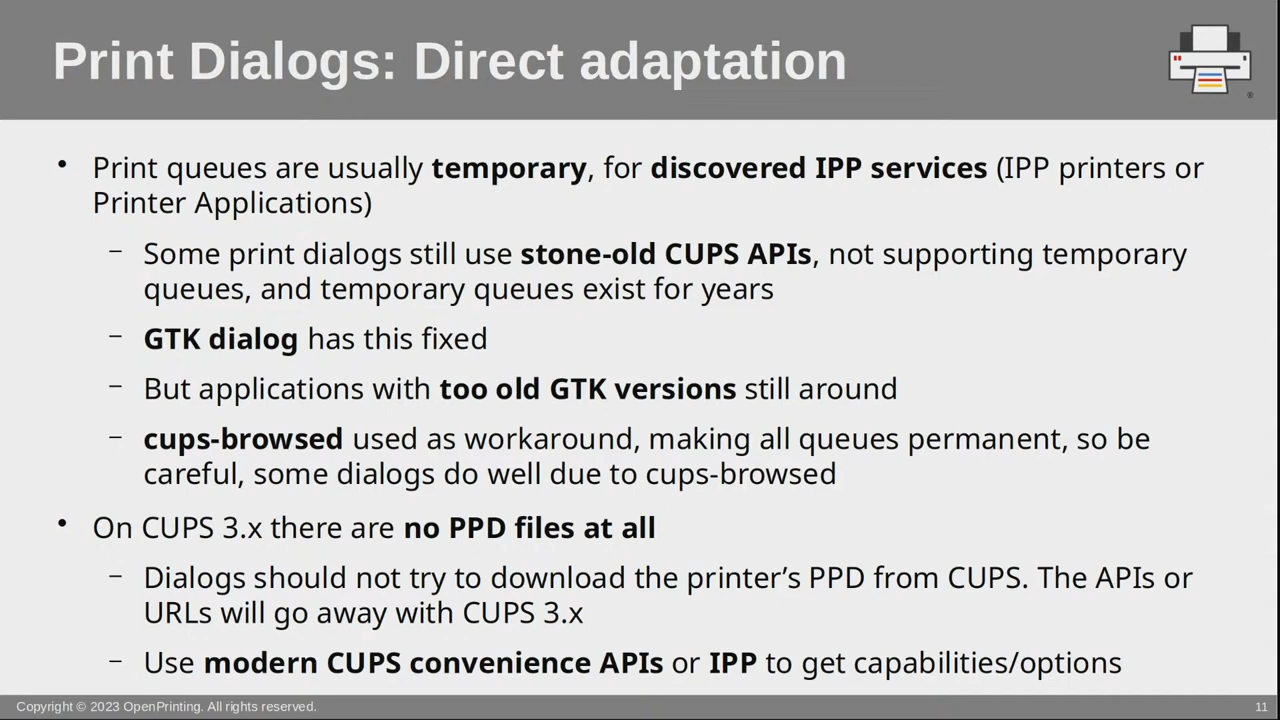 Print Dialogs: Direct adaptation
®
• Print queues are usually temporary, for discovered IPP services (IPP printers or
Printer Applications)
– Some print dialogs still use stone-old CUPS APIs, not supporting temporary
queues, and temporary queues exist for years
– GTK dialog has this fixed
– But applications with too old GTK versions still around
– cups-browsed used as workaround, making all queues permanent, so be
careful, some dialogs do well due to cups-browsed
• On CUPS 3.x there are no PPD files at all
– Dialogs should not try to download the printer’s PPD from CUPS. The APIs or
URLs will go away with CUPS 3.x
– Use modern CUPS convenience APIs or IPP to get capabilities/options
Copyright © 2023 OpenPrinting. All rights reserved.
11